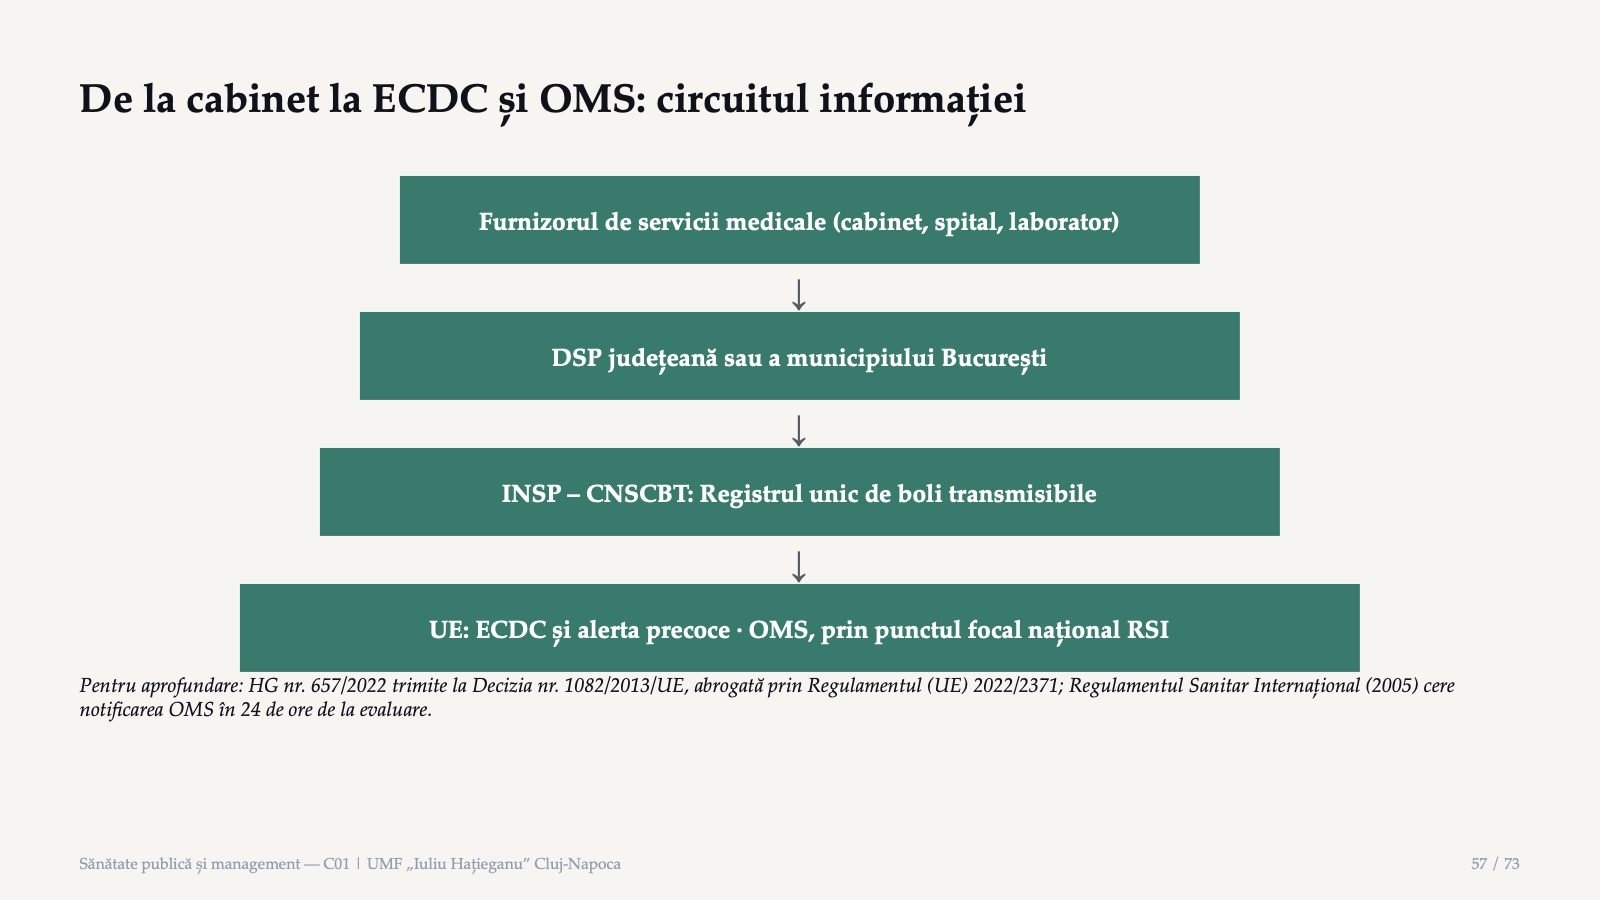 De la cabinet la ECDC și OMS: circuitul informației
Furnizorul de servicii medicale (cabinet, spital, laborator)
↓
DSP județeană sau a municipiului București
↓
INSP – CNSCBT: Registrul unic de boli transmisibile
↓
UE: ECDC și alerta precoce · OMS, prin punctul focal național RSI
Pentru aprofundare: HG nr. 657/2022 trimite la Decizia nr. 1082/2013/UE, abrogată prin Regulamentul (UE) 2022/2371; Regulamentul Sanitar Internațional (2005) cere
notificarea OMS în 24 de ore de la evaluare.
Sănătate publică și management — C01 | UMF „Iuliu Hațieganu” Cluj-Napoca
57 / 73